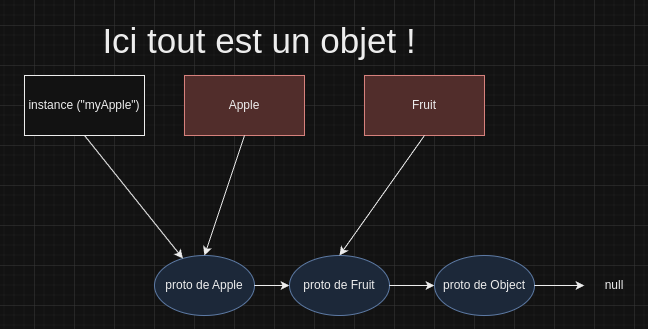 Ici tout est un objet !
instance ("myApple")
Apple
Fruit
proto de Apple
proto de Fruit
proto de Object
null